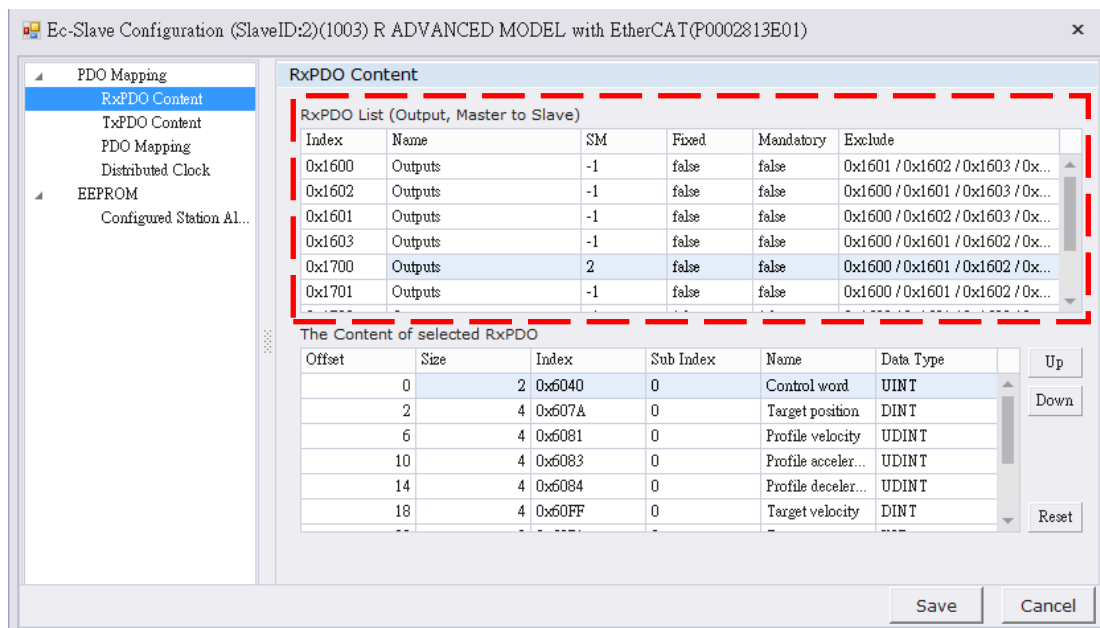 Ec-Slave Configuration (SlaveID:2)(1003) R ADVANCED MODEL with EtherCAT(P0002813E01)
PDO Mapping
RxPDO Content
TxPDO Content
PDO Mapping
Distributed Clock
EEPROM
Configured Station Al...
RxPDO Content
RxPDO List (Output, Master to Slave)
Index Name SM Fixed Mandatory Exclude
0x1600 Outputs -1 false false 0x1601 / 0x1602 / 0x1603 / 0x...
0x1602 Outputs -1 false false 0x1600 / 0x1601 / 0x1603 / 0x...
0x1601 Outputs -1 false false 0x1600 / 0x1602 / 0x1603 / 0x...
0x1603 Outputs -1 false false 0x1600 / 0x1601 / 0x1602 / 0x...
0x1700 Outputs 2 false false 0x1600 / 0x1601 / 0x1602 / 0x...
0x1701 Outputs -1 false false 0x1600 / 0x1601 / 0x1602 / 0x...
The Content of selected RxPDO
Offset Size Index Sub Index Name Data Type
0 2 0x6040 0 Control word UINT
2 4 0x607A 0 Target position DINT
6 4 0x6081 0 Profile velocity UDINT
10 4 0x6083 0 Profile acceler... UDINT
14 4 0x6084 0 Profile deceler... UDINT
18 4 0x60FF 0 Target velocity DINT
Up
Down
Reset
Save Cancel